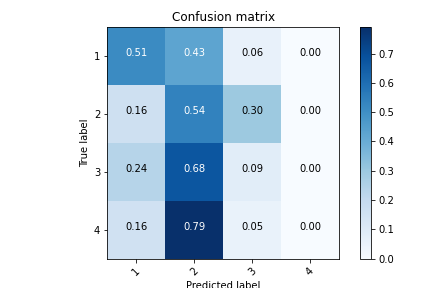 Confusion matrix
True label
1 0.51 0.43 0.06 0.00
2 0.16 0.54 0.30 0.00
3 0.24 0.68 0.09 0.00
4 0.16 0.79 0.05 0.00
1 2 3 4
Predicted label
0.7
0.6
0.5
0.4
0.3
0.2
0.1
0.0